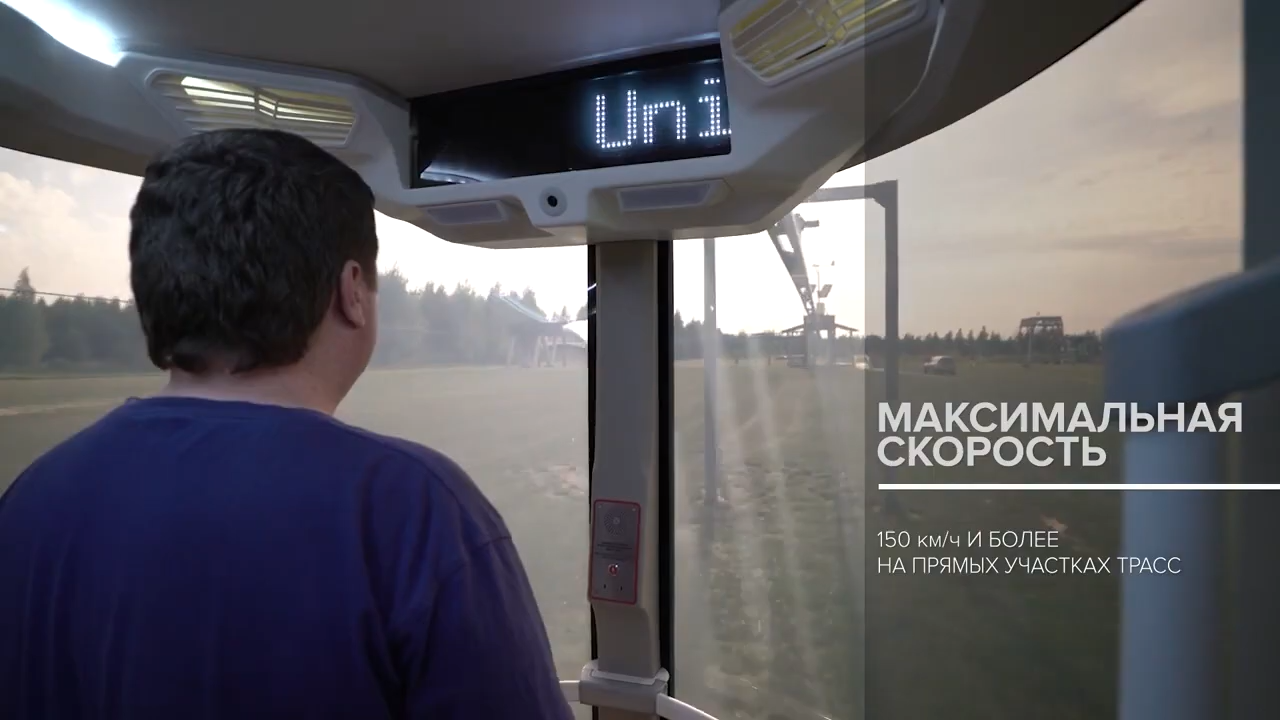 Uni
МАКСИМАЛЬНАЯ
СКОРОСТЬ
150 км/ч И БОЛЕЕ
НА ПРЯМЫХ УЧАСТКАХ ТРАСС